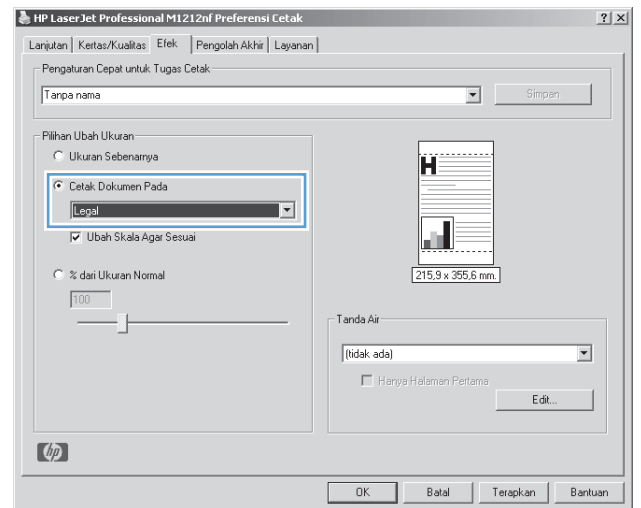 HP LaserJet Professional M1212nf Preferensi Cetak
Lanjutan Kertas/Kualitas Efek Pengolah Akhir Layanan
Pengaturan Cepat untuk Tugas Cetak
Tanpa nama
Simpan
Pilihan Ubah Ukuran
Ukuran Sebenarnya
Cetak Dokumen Pada
Legal
Ubah Skala Agar Sesuai
% dari Ukuran Normal
100
H
215,9 x 355,6 mm.
Tanda Air
(tidak ada)
Hanya Halaman Pertama
Edit...
hp
OK Batal Terapkan Bantuan